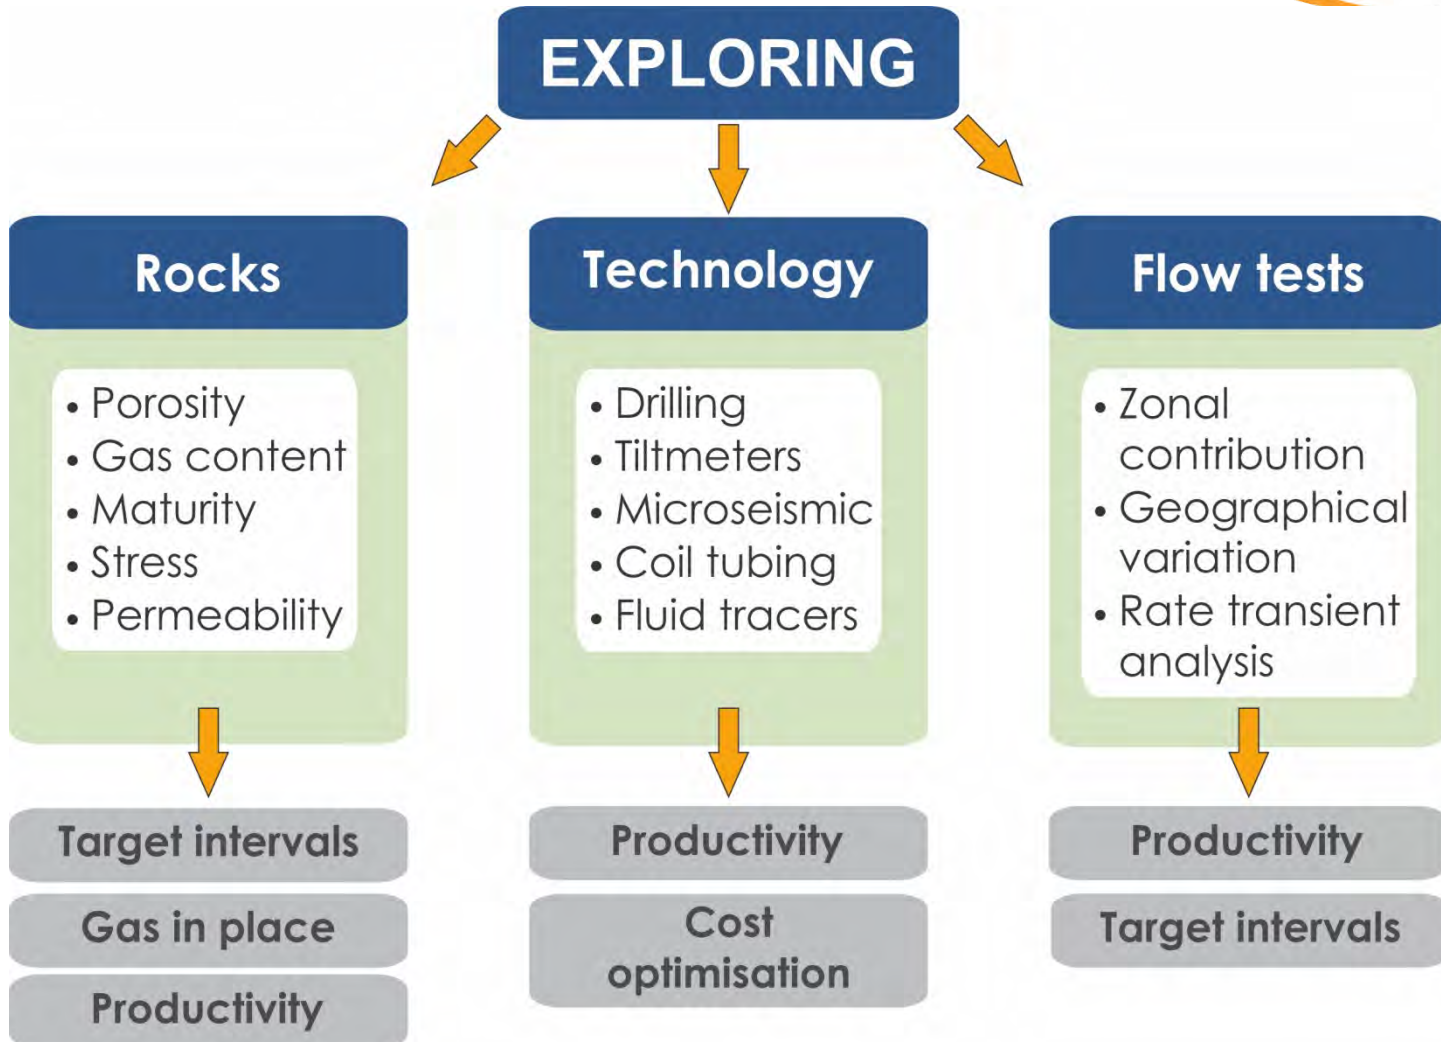 EXPLORING
Rocks
• Porosity
• Gas content
• Maturity
• Stress
• Permeability
Target intervals
Gas in place
Productivity
Technology
• Drilling
• Tiltmeters
• Microseismic
• Coil tubing
• Fluid tracers
Productivity
Cost
optimisation
Flow tests
• Zonal
contribution
• Geographical
variation
• Rate transient
analysis
Productivity
Target intervals